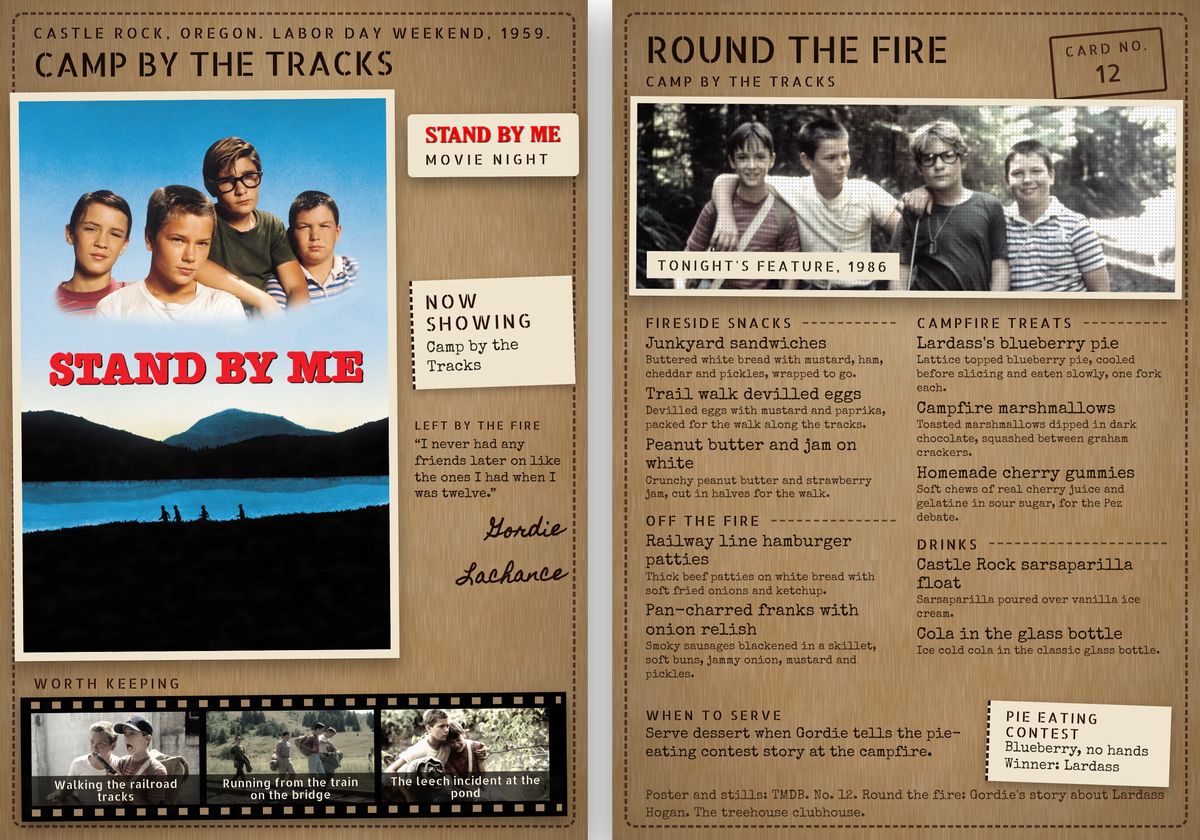 CASTLE ROCK, OREGON. LABOR DAY WEEKEND, 1959.
CAMP BY THE TRACKS
STAND BY ME
STAND BY ME
MOVIE NIGHT
NOW
SHOWING
Camp by the
Tracks
LEFT BY THE FIRE
“I never had any
friends later on like
the ones I had when I
was twelve.”
Gordie
Lachance
WORTH KEEPING
Walking the railroad
tracks
Running from the train
on the bridge
The leech incident at the
pond
ROUND THE FIRE
CAMP BY THE TRACKS
CARD NO.
12
TONIGHT'S FEATURE, 1986
FIRESIDE SNACKS
Junkyard sandwiches
Buttered white bread with mustard, ham,
cheddar and pickles, wrapped to go.
Trail walk devilled eggs
Devilled eggs with mustard and paprika,
packed for the walk along the tracks.
Peanut butter and jam on
white
Crunchy peanut butter and strawberry
jam, cut in halves for the walk.
OFF THE FIRE
Railway line hamburger
patties
Thick beef patties on white bread with
soft fried onions and ketchup.
Pan-charred franks with
onion relish
Smoky sausages blackened in a skillet,
soft buns, jammy onion, mustard and
pickles.
CAMPFIRE TREATS
Lardass's blueberry pie
Lattice topped blueberry pie, cooled
before slicing and eaten slowly, one fork
each.
Campfire marshmallows
Toasted marshmallows dipped in dark
chocolate, squashed between graham
crackers.
Homemade cherry gummies
Soft chews of real cherry juice and
gelatine in sour sugar, for the Pez
debate.
DRINKS
Castle Rock sarsaparilla
float
Sarsaparilla poured over vanilla ice
cream.
Cola in the glass bottle
Ice cold cola in the classic glass bottle.
WHEN TO SERVE
Serve dessert when Gordie tells the pie-
eating contest story at the campfire.
PIE EATING
CONTEST
Blueberry, no hands
Winner: Lardass
Poster and stills: TMDB. No. 12. Round the fire: Gordie's story about Lardass
Hogan. The treehouse clubhouse.